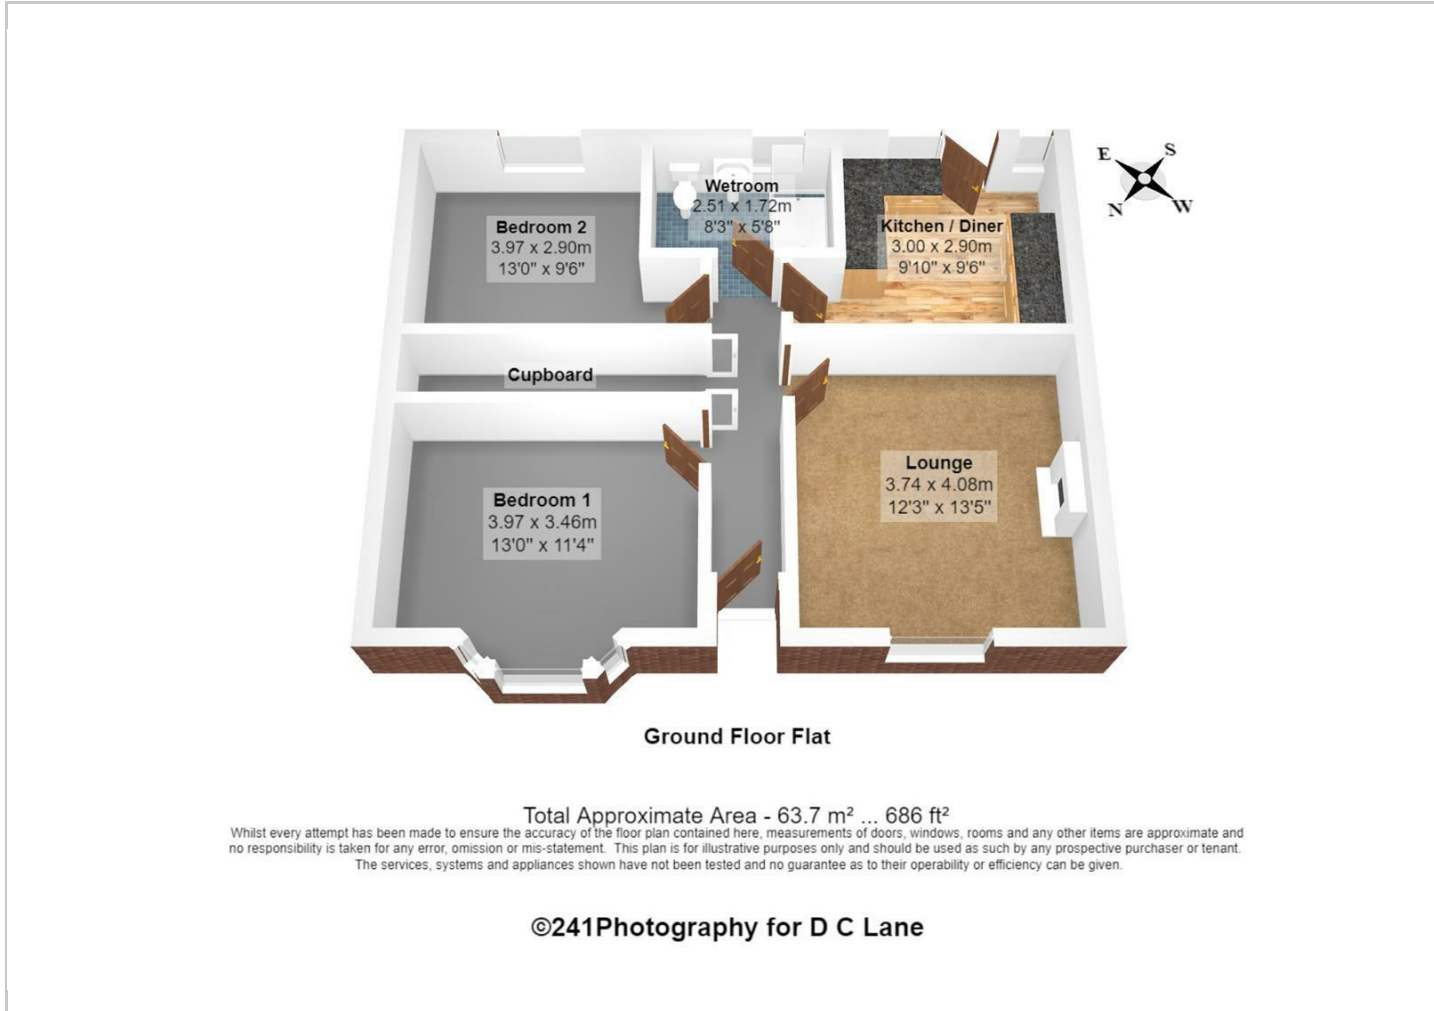 E
S
N
W
Bedroom 2
3.97 x 2.90m
13'0" x 9'6"
Wetroom
2.51 x 1.72m
8'3" x 5'8"
Kitchen / Diner
3.00 x 2.90m
9'10" x 9'6"
Cupboard
Bedroom 1
3.97 x 3.46m
13'0" x 11'4"
Lounge
3.74 x 4.08m
12'3" x 13'5"
Ground Floor Flat
Total Approximate Area - 63.7 m² ... 686 ft²
Whilst every attempt has been made to ensure the accuracy of the floor plan contained here, measurements of doors, windows, rooms and any other items are approximate and
no responsibility is taken for any error, omission or mis-statement. This plan is for illustrative purposes only and should be used as such by any prospective purchaser or tenant.
The services, systems and appliances shown have not been tested and no guarantee as to their operability or efficiency can be given.
©241Photography for D C Lane